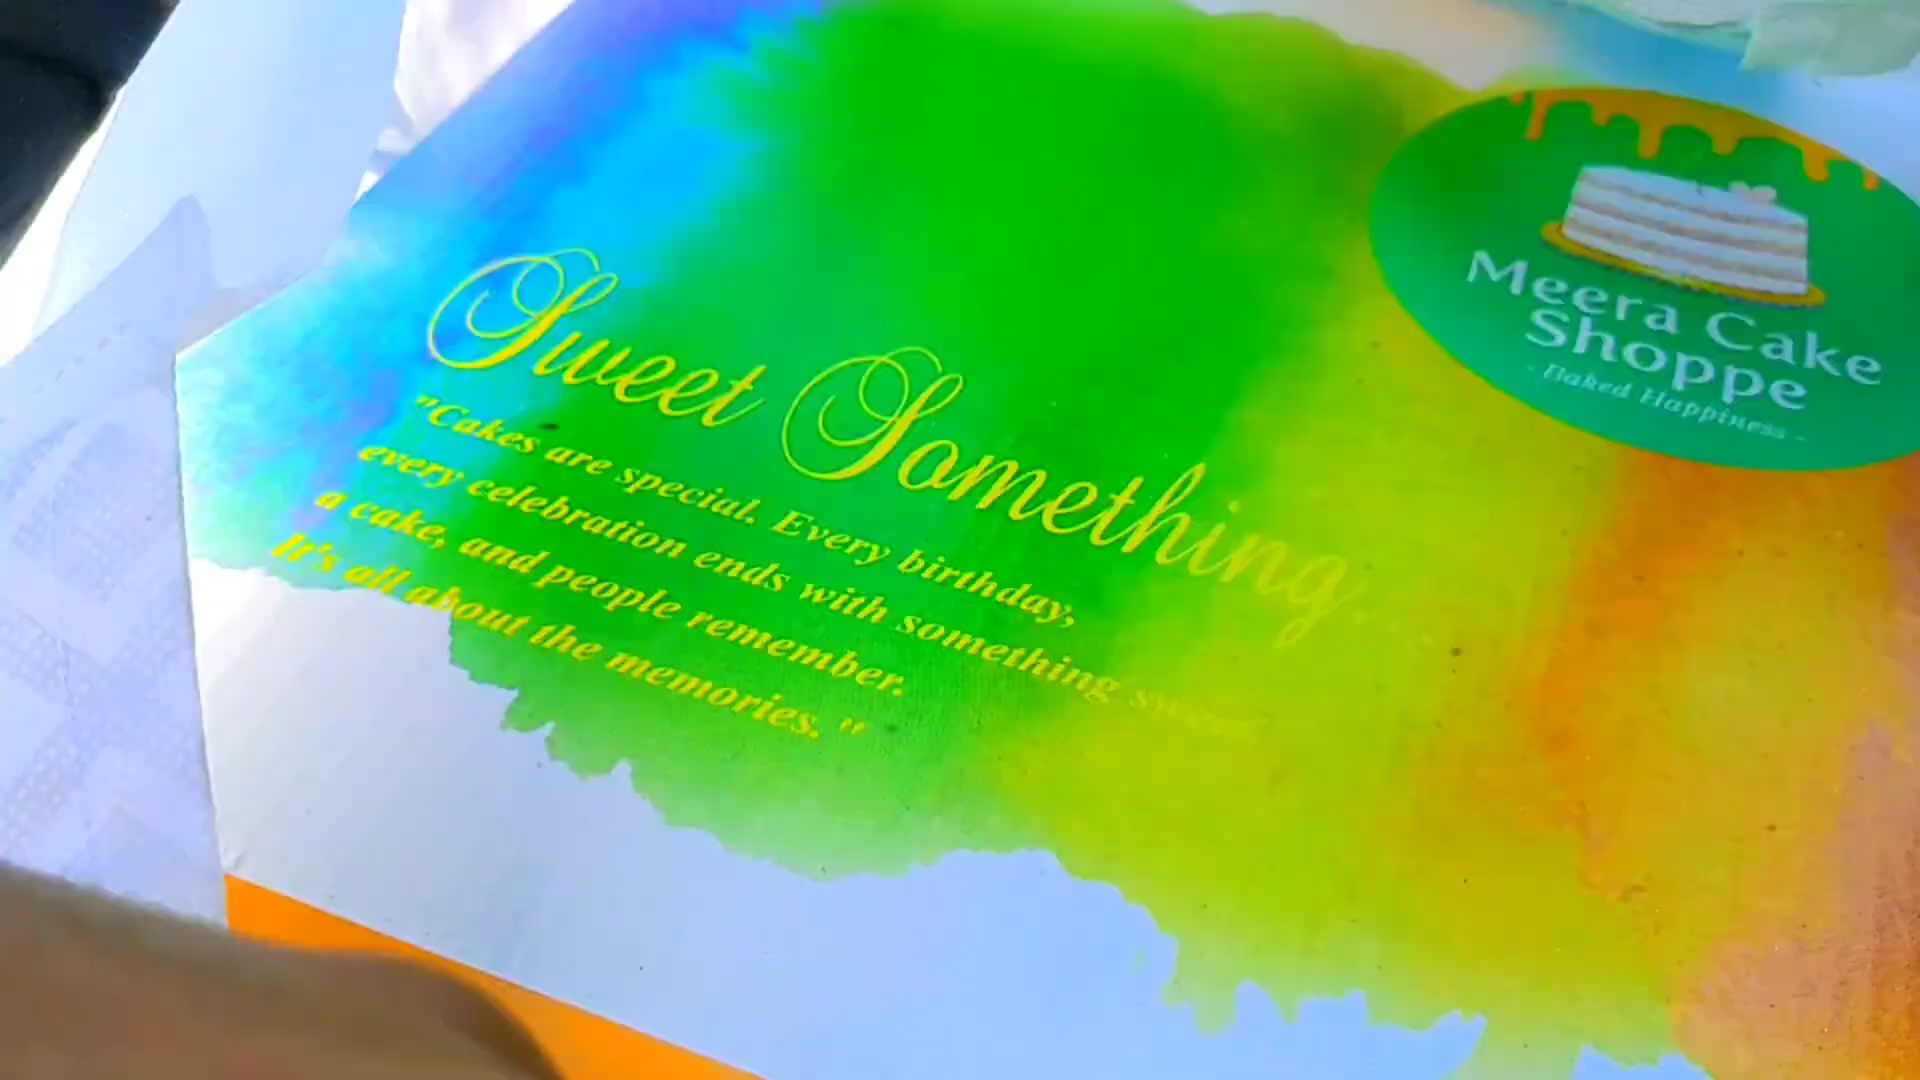 Sweet Something...
"Cakes are special. Every birthday,
every celebration ends with something sweet
a cake, and people remember.
It's all about the memories. "
Meera Cake
Shoppe
- Baked Happiness -